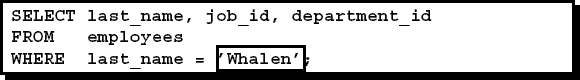 SELECT last_name, job_id, department_id
FROM   employees
WHERE  last_name = 'Whalen';